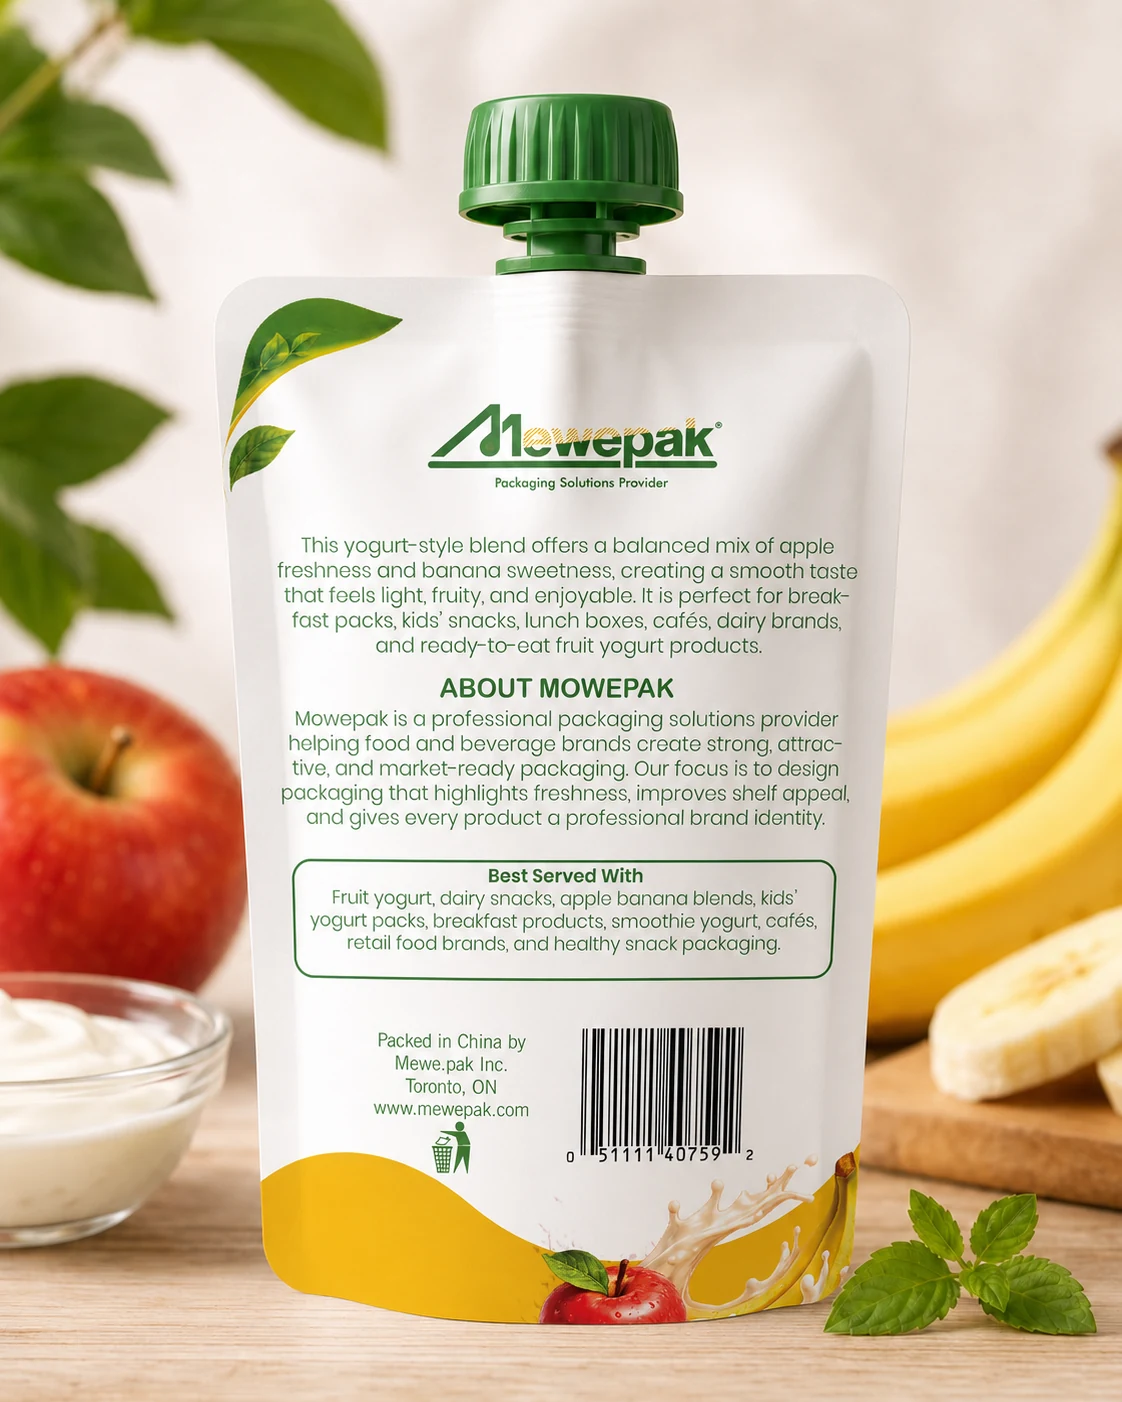 Mewepak®
Packaging Solutions Provider
This yogurt-style blend offers a balanced mix of apple
freshness and banana sweetness, creating a smooth taste
that feels light, fruity, and enjoyable. It is perfect for break-
fast packs, kids' snacks, lunch boxes, cafés, dairy brands,
and ready-to-eat fruit yogurt products.
ABOUT MOWEPAK
Mowepak is a professional packaging solutions provider
helping food and beverage brands create strong, attrac-
tive, and market-ready packaging. Our focus is to design
packaging that highlights freshness, improves shelf appeal,
and gives every product a professional brand identity.
Best Served With
Fruit yogurt, dairy snacks, apple banana blends, kids'
yogurt packs, breakfast products, smoothie yogurt, cafés,
retail food brands, and healthy snack packaging.
Packed in China by
Mewe.pak Inc.
Toronto, ON
www.mewepak.com
0 51111 40759 2